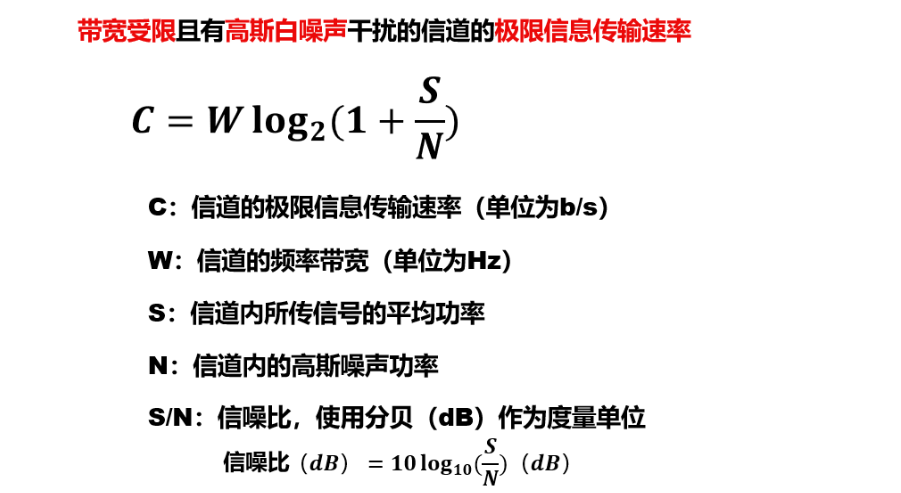 带宽受限且有高斯白噪声干扰的信道的极限信息传输速率
C = W log₂(1 + S/N)
C：信道的极限信息传输速率（单位为b/s）
W：信道的频率带宽（单位为Hz）
S：信道内所传信号的平均功率
N：信道内的高斯噪声功率
S/N：信噪比，使用分贝（dB）作为度量单位
信噪比（dB） = 10 log₁₀(S/N)（dB）